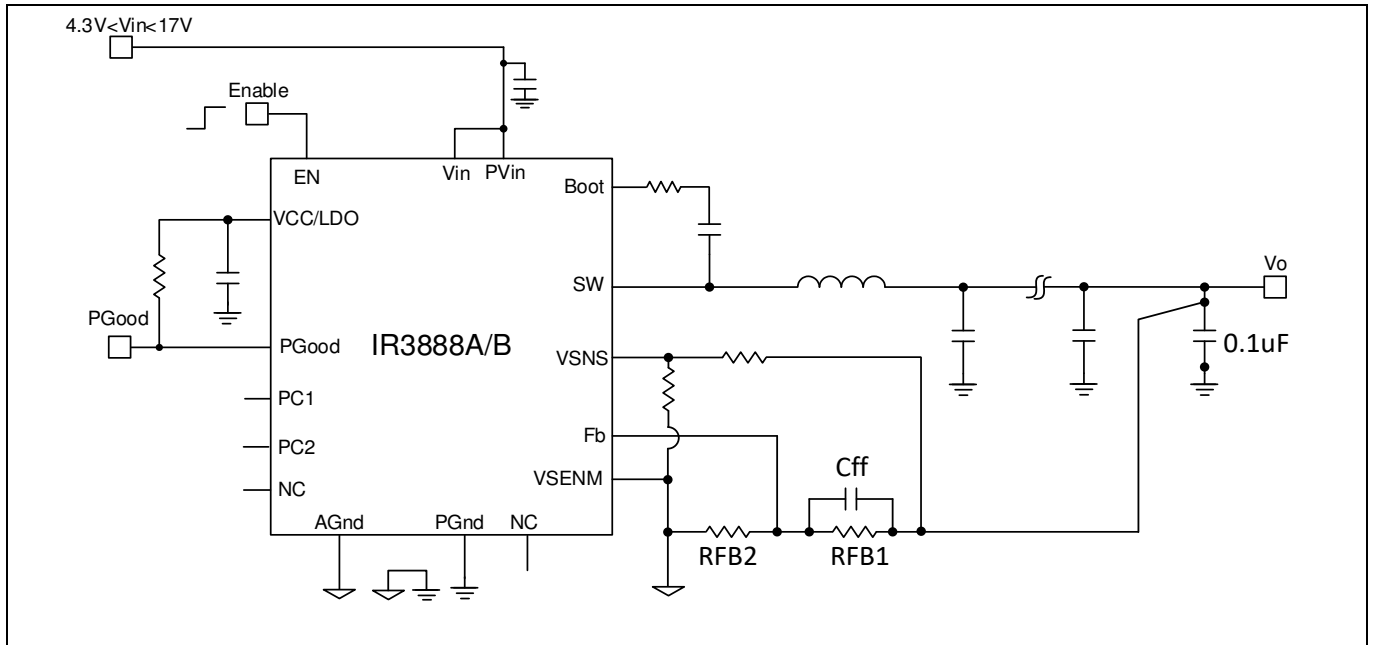 4.3V<Vin<17V
Enable
EN
Vin
PVin
Boot
VCC/LDO
SW
Vo
PGood
PGood
IR3888A/B
VSNS
0.1uF
PC1
Fb
PC2
Cff
VSENM
NC
AGnd
PGnd
NC
RFB2
RFB1